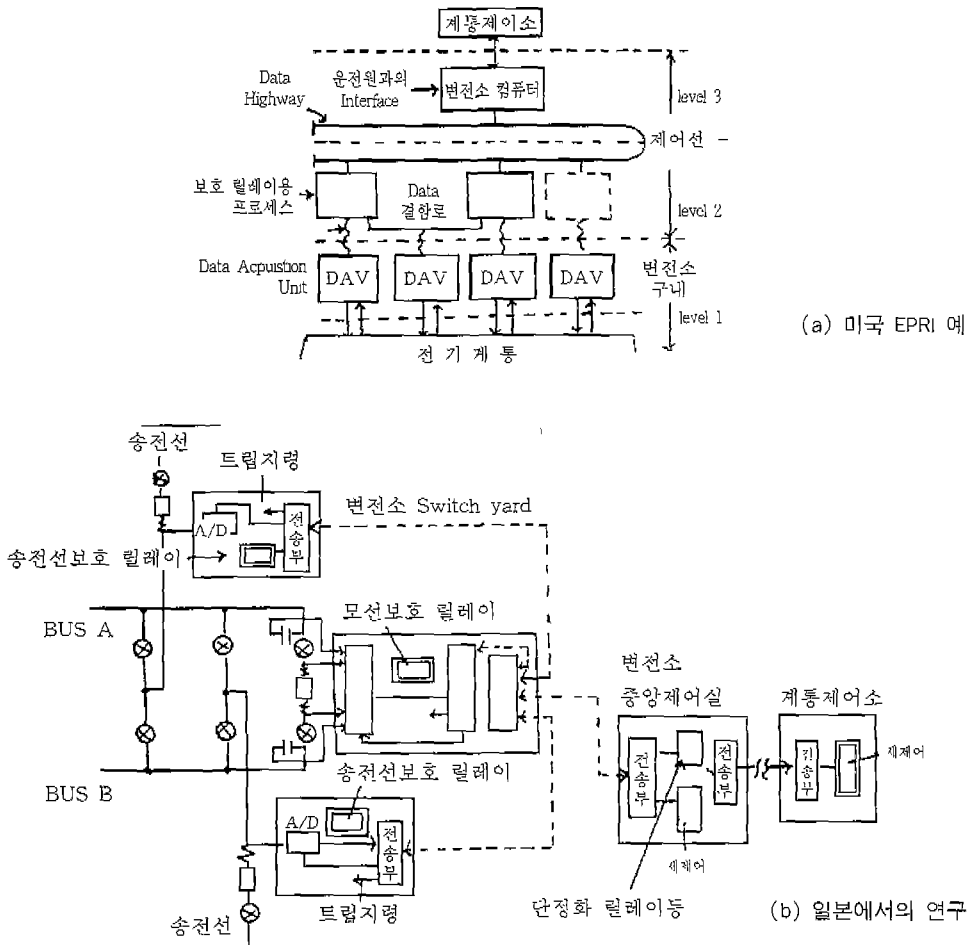 계통제이소
Data
Highway
운전원과의
Interface
변전소 컴퓨터
level 3
제어선
보호 릴레이용
프로세스
Data
결합로
level 2
Data Acpuistion
Unit
DAV
DAV
DAV
DAV
변전소
구내
level 1
전 기 계 통
(a) 미국 EPRI 예
송전선
트립지령
변전소 Switch yard
A/D
전송부
송전선보호 릴레이
BUS A
모선보호 릴레이
변전소
중앙제어실
계통제어소
전송부
전송부
BUS B
송전선보호 릴레이
A/D
전송부
트립지령
단정화 릴레이등
송전선
(b) 일본에서의 연구